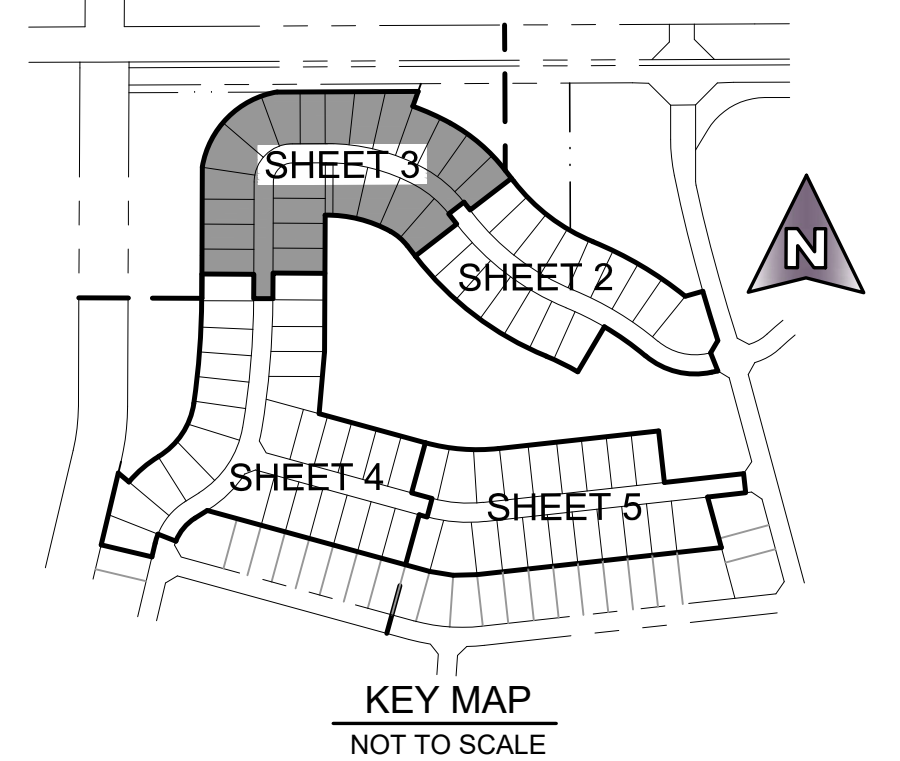 SHEET 3
N
SHEET 2
SHEET 4
SHEET 5
KEY MAP
NOT TO SCALE